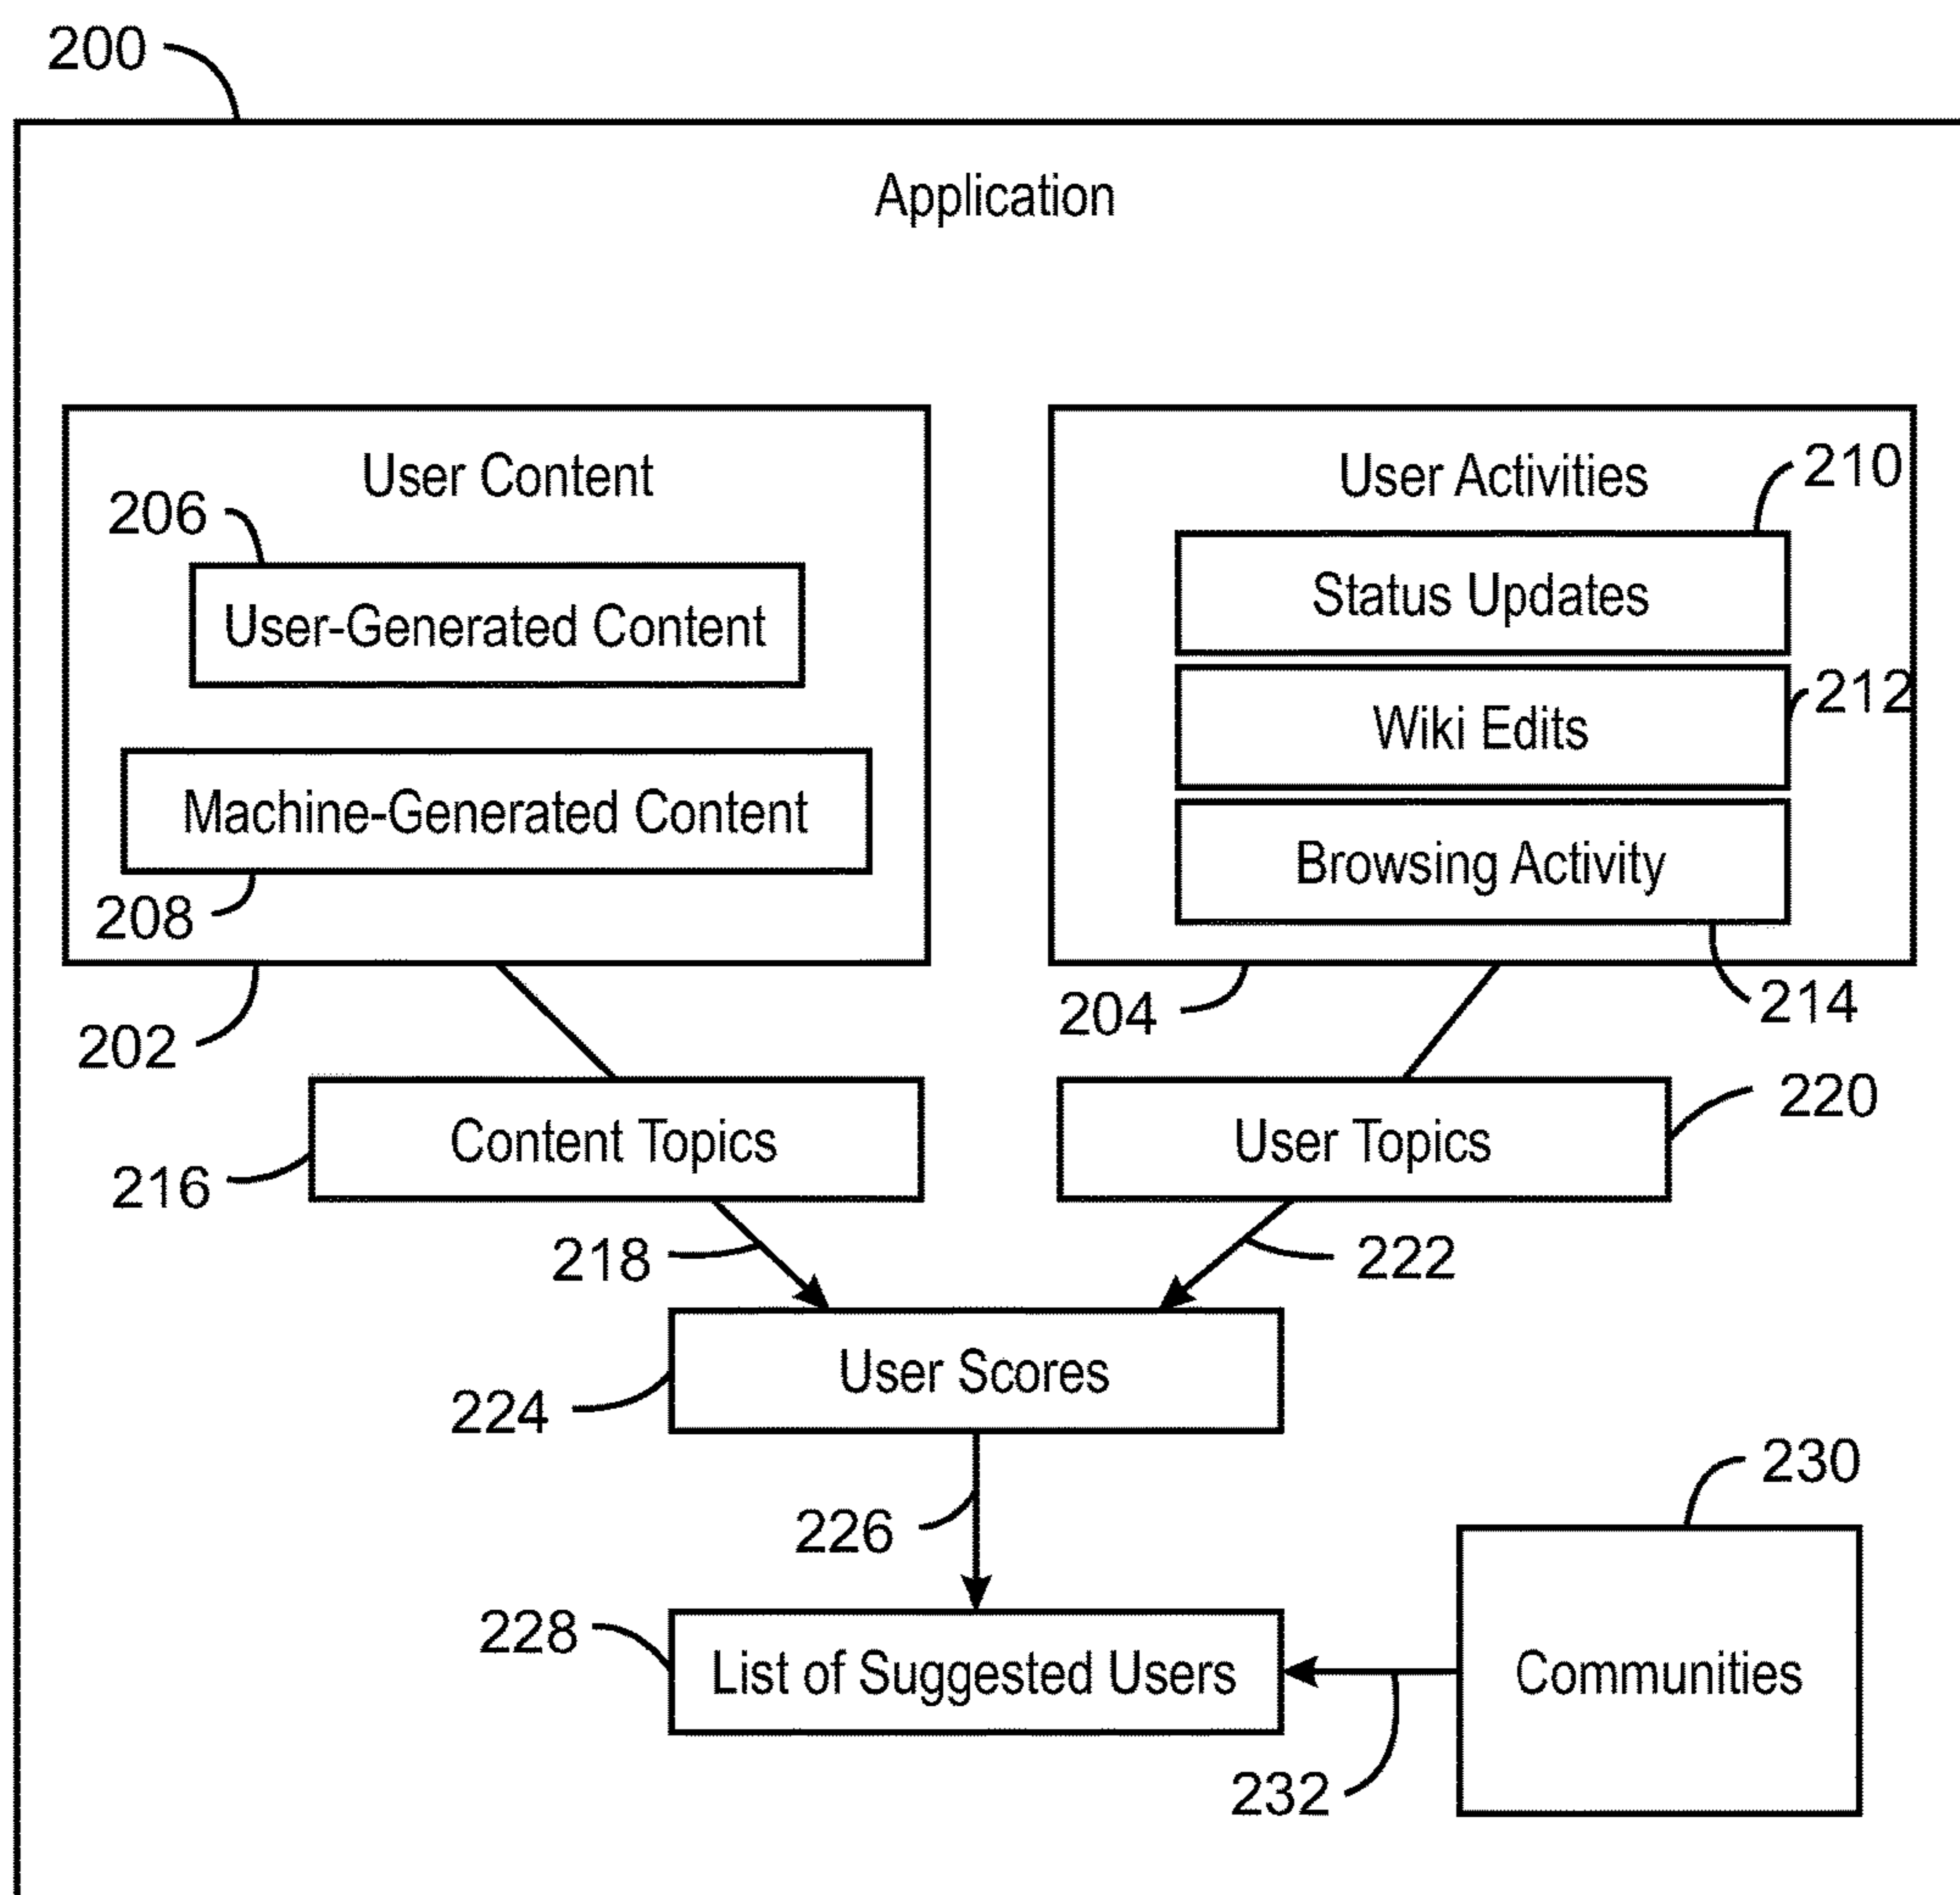 200
Application
User Content
User Activities
210
206
Status Updates
User-Generated Content
212
Wiki Edits
Machine-Generated Content
Browsing Activity
208
214
204
202
220
Content Topics
User Topics
216
218
222
User Scores
224
230
226
228
List of Suggested Users
Communities
232